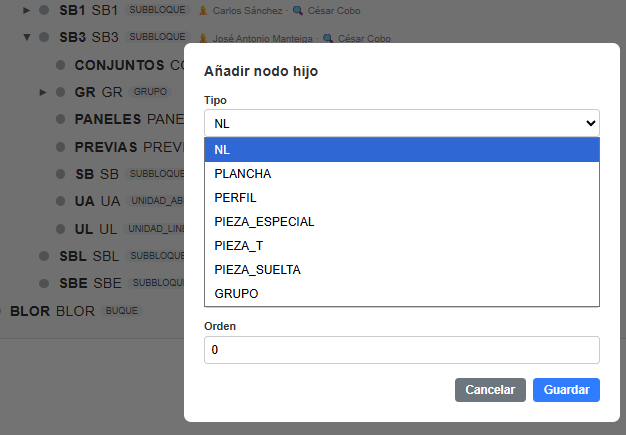 SB1 SB1 SUBBLOQUE Carlos Sánchez · César Cobo
SB3 SB3 SUBBLOQUE José Antonio Manteiga · César Cobo
CONJUNTOS CO
GR GR GRUPO
PANELES PANE
PREVIAS PREVI
SB SB SUBBLOQUE
UA UA UNIDAD_AB
UL UL UNIDAD_LINE
SBL SBL SUBBLOQU
SBE SBE SUBBLOQU
BLOR BLOR BUQUE
Añadir nodo hijo
Tipo
NL
NL
PLANCHA
PERFIL
PIEZA_ESPECIAL
PIEZA_T
PIEZA_SUELTA
GRUPO
Orden
0
Cancelar Guardar